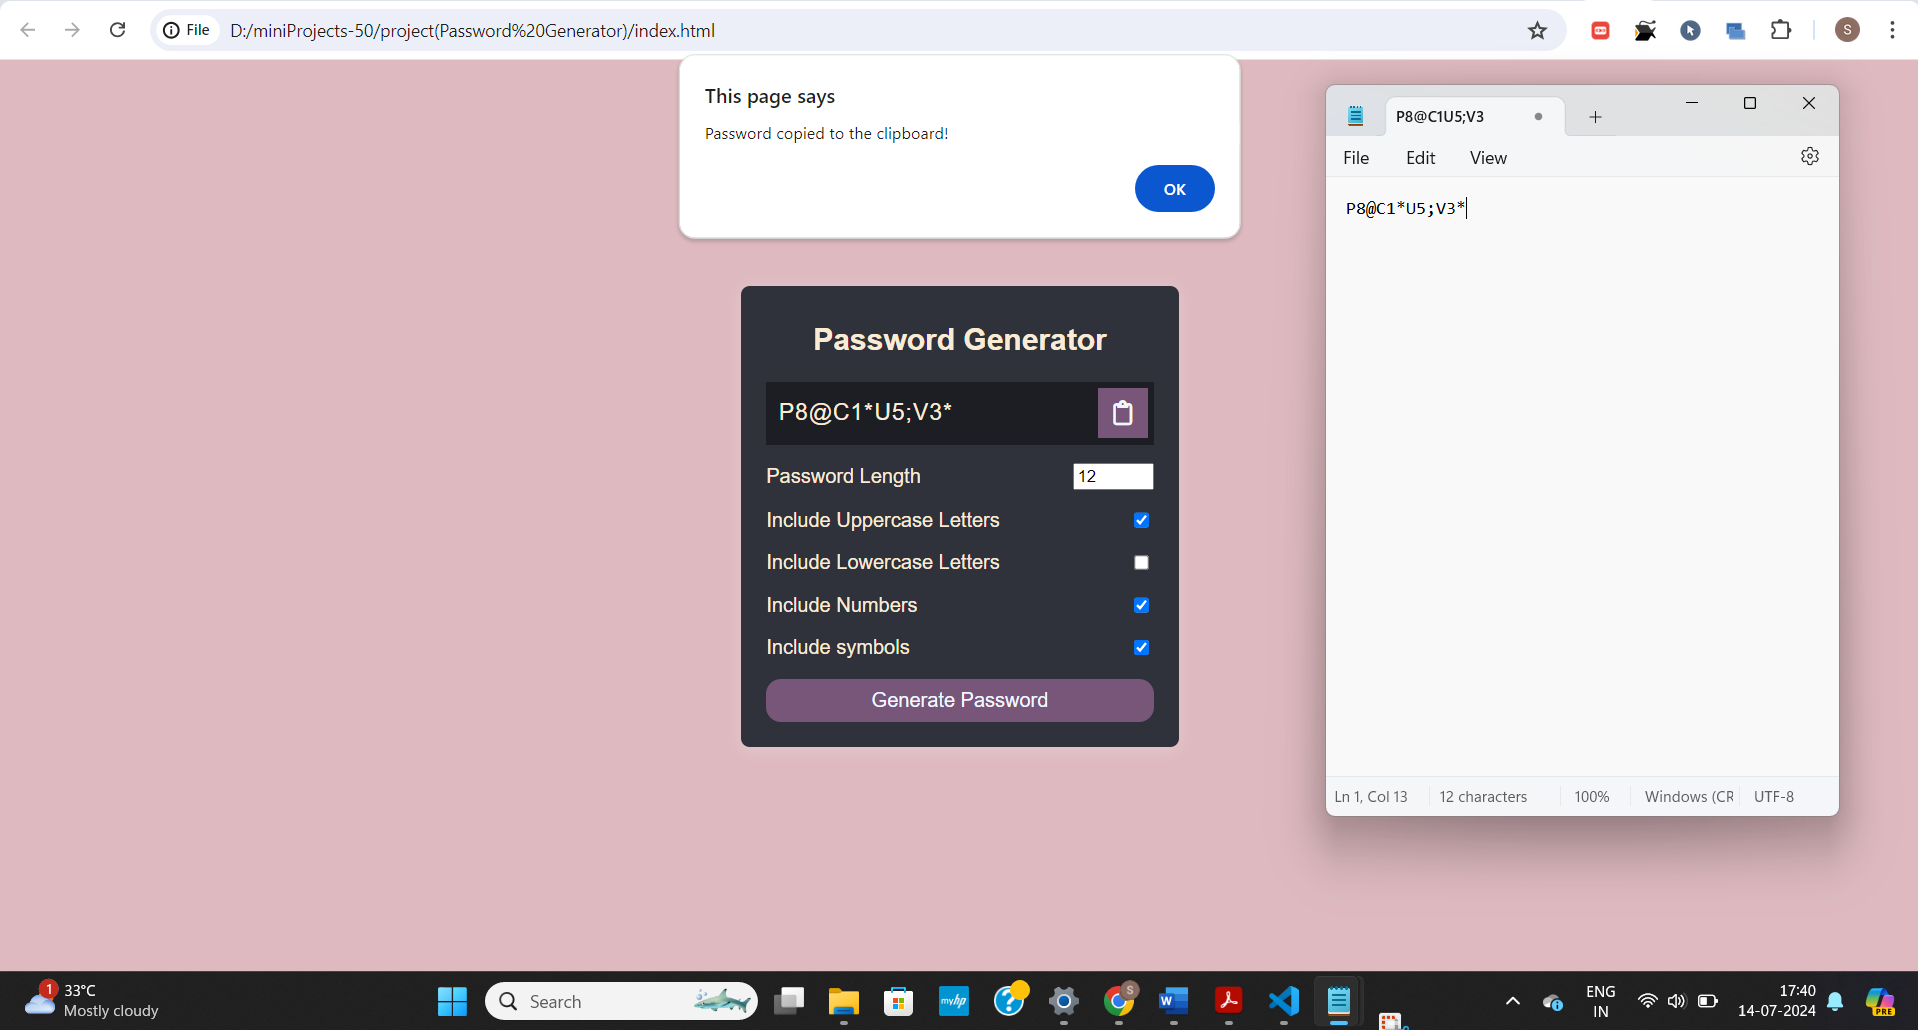 File
D:/miniProjects-50/project(Password%20Generator)/index.html
S
This page says
Password copied to the clipboard!
OK
P8@C1U5;V3
File Edit View
P8@C1*U5;V3*
Ln 1, Col 13 12 characters 100% Windows (CR UTF-8
Password Generator
P8@C1*U5;V3*
Password Length 12
Include Uppercase Letters
Include Lowercase Letters
Include Numbers
Include symbols
Generate Password
1
33°C
Mostly cloudy
Search
myhp
S
W
ENG
IN
17:40
14-07-2024
PRE